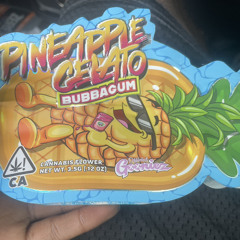 PINEAPPLE
GELATO
BUBBAGUM
CANNABIS FLOWER
NET WT. 3.5G (.12 OZ)
CA